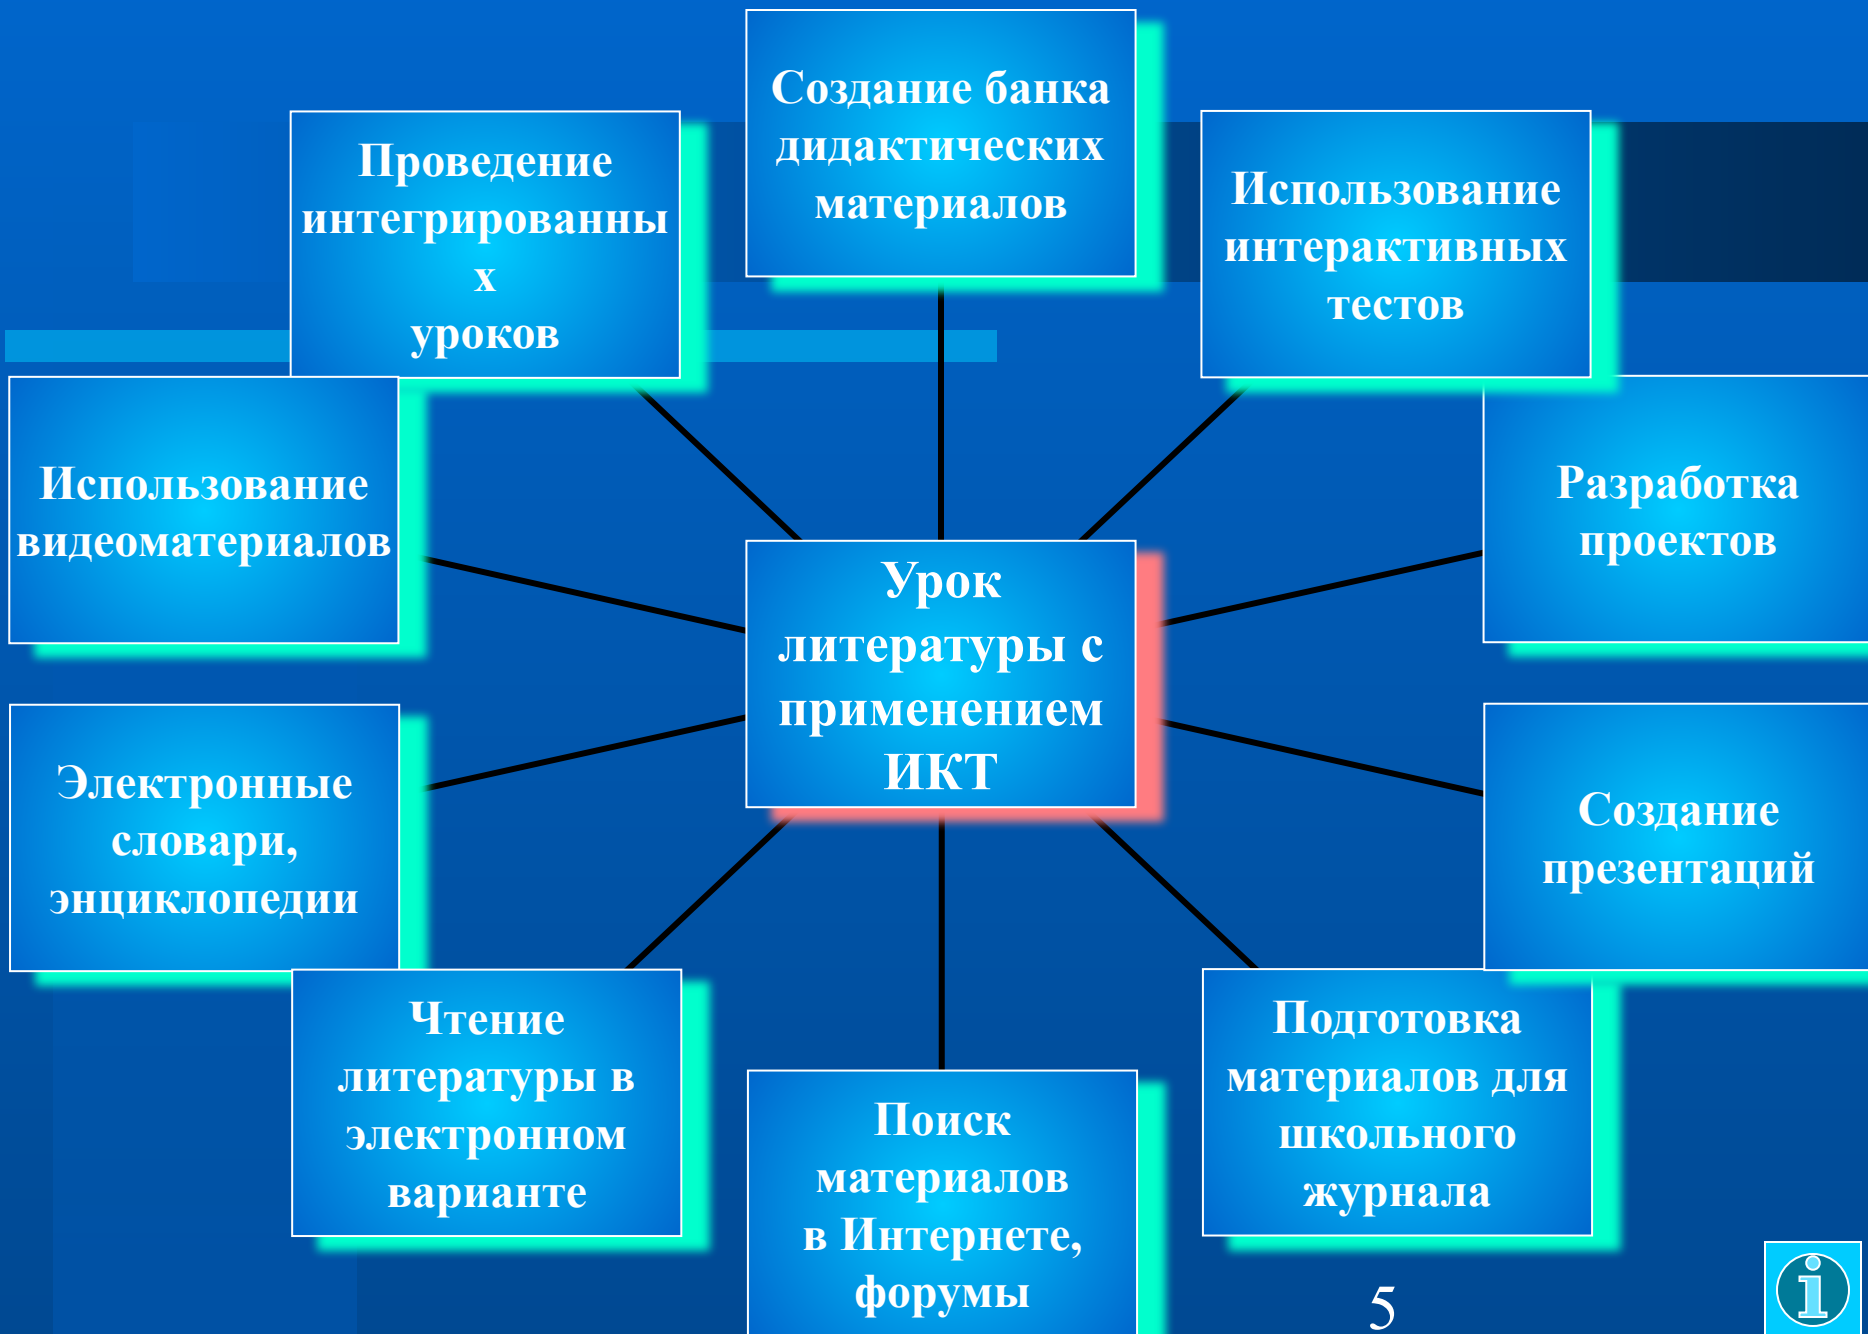 Создание банка
дидактических
материалов
Проведение
интегрированны
х
уроков
Использование
интерактивных
тестов
Использование
видеоматериалов
Разработка
проектов
Урок
литературы с
применением
ИКТ
Электронные
словари,
энциклопедии
Создание
презентаций
Чтение
литературы в
электронном
варианте
Поиск
материалов
в Интернете,
форумы
Подготовка
материалов для
школьного
журнала
5
i